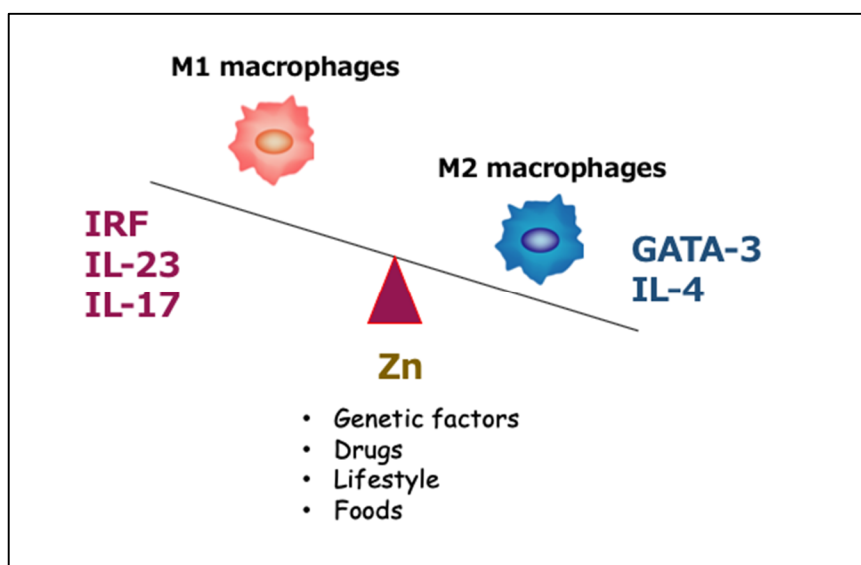 M1 macrophages
M2 macrophages
IRF
IL-23
IL-17
GATA-3
IL-4
Zn
• Genetic factors
• Drugs
• Lifestyle
• Foods